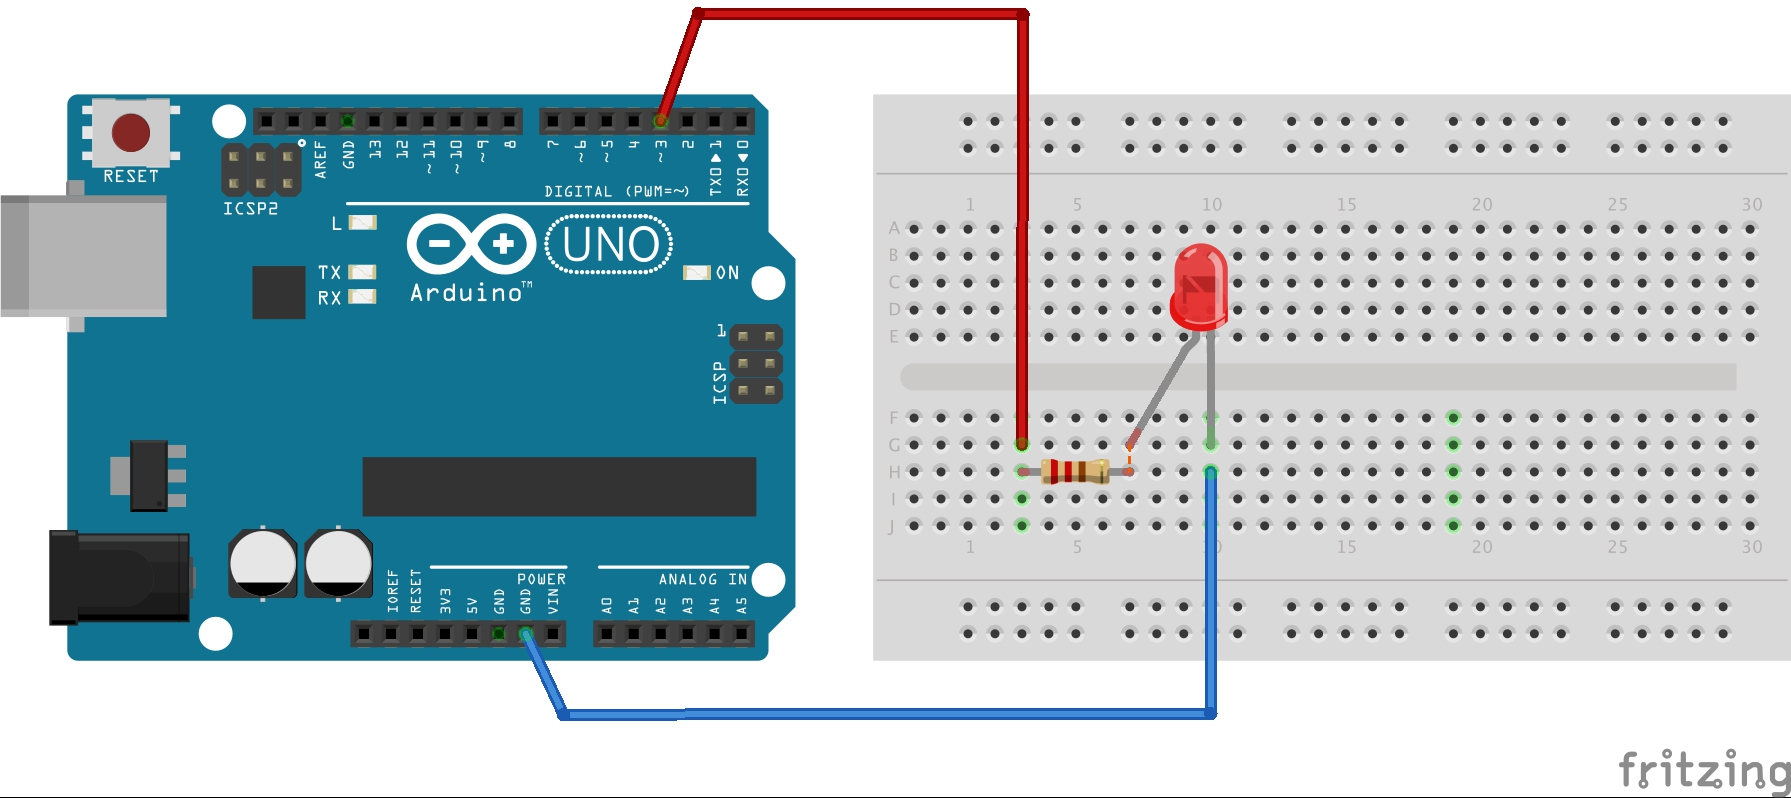 RESET
ICSP2
AREF
GND
13
12
~11
~10
~9
8
7
~6
~5
4
~3
2
TX0▶1
RX0◀0
DIGITAL (PWM=~)
L
TX
RX
UNO
Arduino™
ON
1
ICSP
IOREF
RESET
3V3
5V
GND
GND
VIN
POWER
ANALOG IN
A0
A1
A2
A3
A4
A5
1 5 10 15 20 25 30
A
B
C
D
E
F
G
H
I
J
1 5 10 15 20 25 30
fritzing